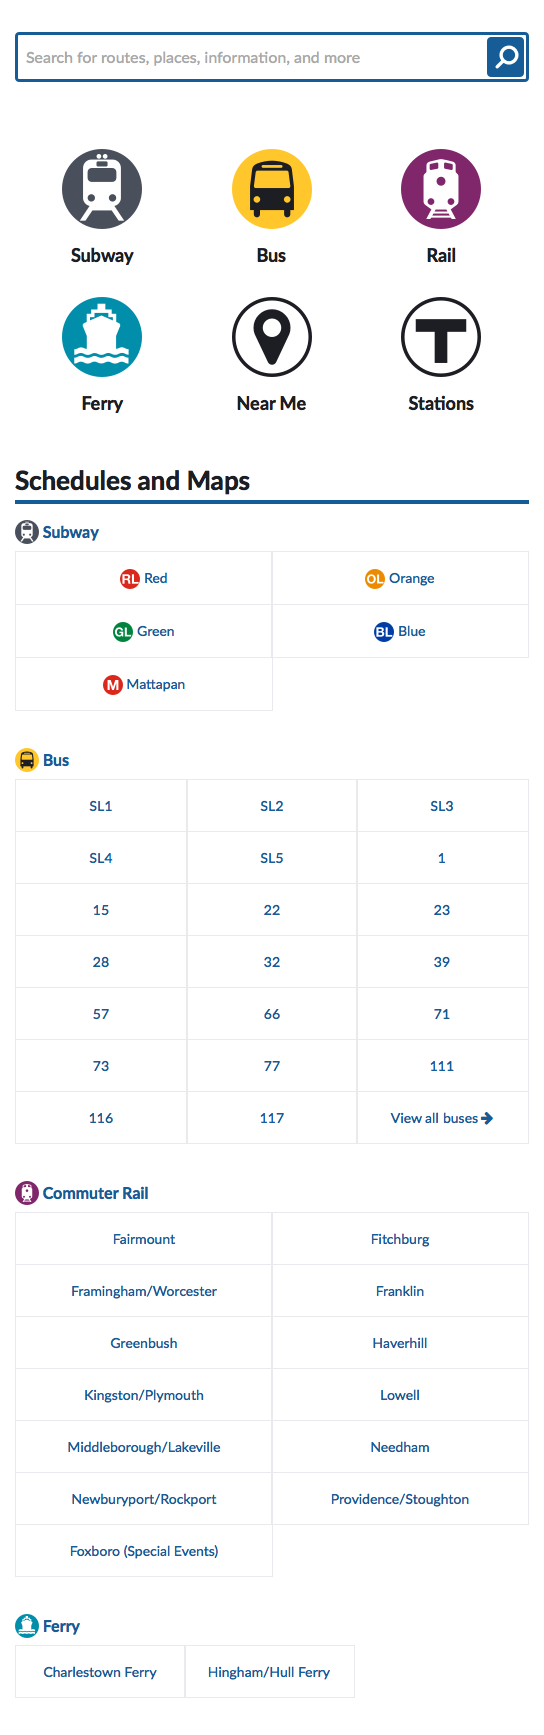 Search for routes, places, information, and more
Subway Bus Rail
Ferry Near Me Stations
T
Schedules and Maps
Subway
RL Red OL Orange
GL Green BL Blue
M Mattapan
Bus
SL1 SL2 SL3
SL4 SL5 1
15 22 23
28 32 39
57 66 71
73 77 111
116 117 View all buses
Commuter Rail
Fairmount Fitchburg
Framingham/Worcester Franklin
Greenbush Haverhill
Kingston/Plymouth Lowell
Middleborough/Lakeville Needham
Newburyport/Rockport Providence/Stoughton
Foxboro (Special Events)
Ferry
Charlestown Ferry Hingham/Hull Ferry